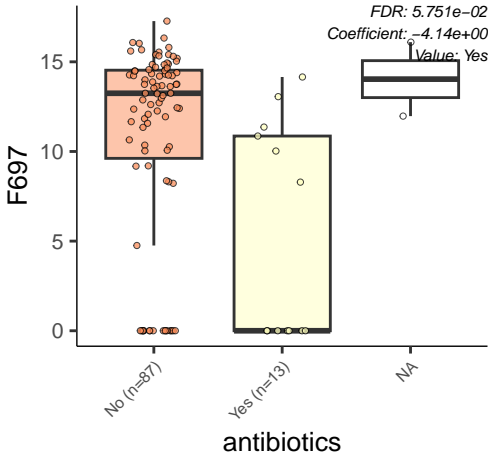 FDR: 5.751e−02
Coefficient: −4.14e+00
Value: Yes
15
10
5
0
F697
No (n=87)
Yes (n=13)
NA
antibiotics